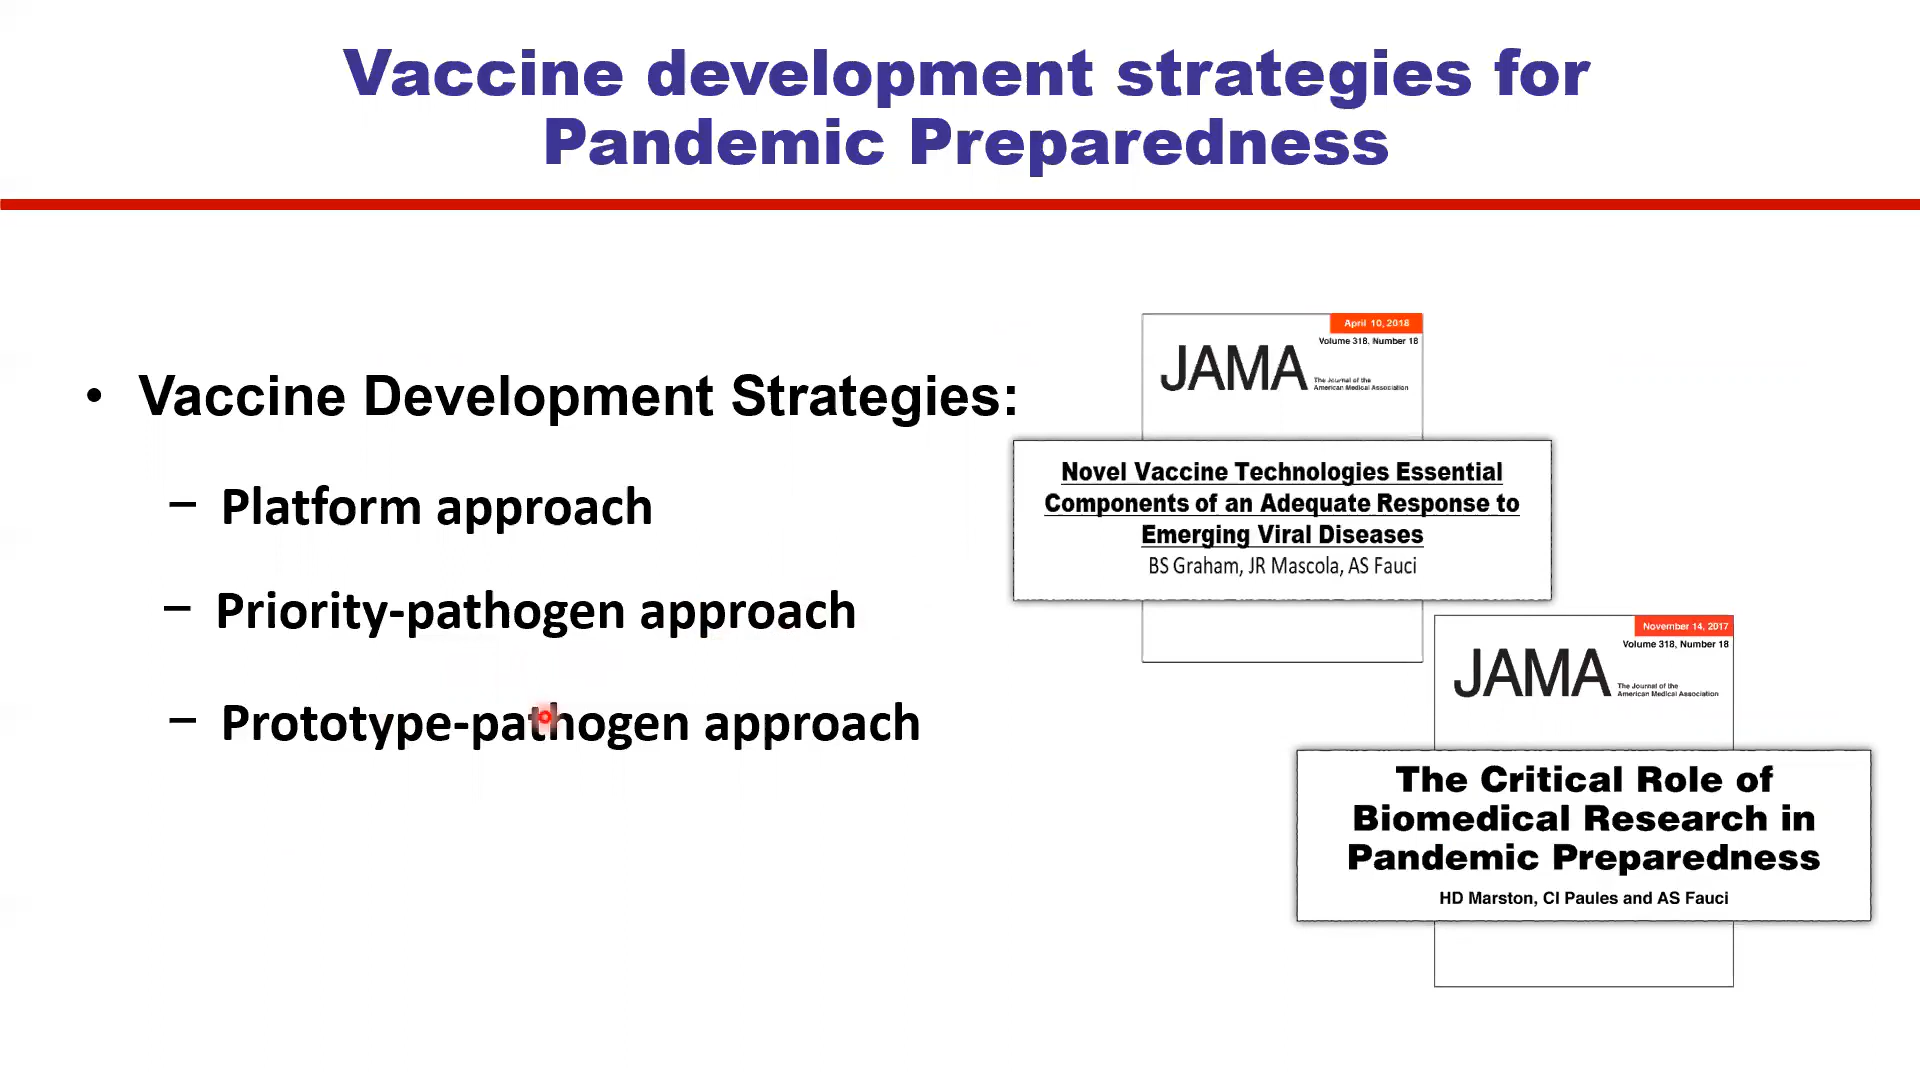 Vaccine development strategies for
Pandemic Preparedness
• Vaccine Development Strategies:
– Platform approach
– Priority-pathogen approach
– Prototype-pathogen approach
April 10, 2018
Volume 318, Number 18
JAMA
The Journal of the
American Medical Association
Novel Vaccine Technologies Essential
Components of an Adequate Response to
Emerging Viral Diseases
BS Graham, JR Mascola, AS Fauci
November 14, 2017
Volume 318, Number 18
JAMA
The Journal of the
American Medical Association
The Critical Role of
Biomedical Research in
Pandemic Preparedness
HD Marston, CI Paules and AS Fauci